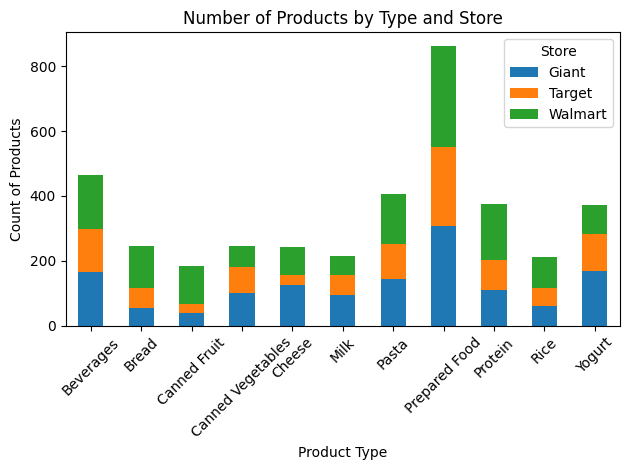 Number of Products by Type and Store
Store
Giant
Target
Walmart
Count of Products
800
600
400
200
0
Beverages
Bread
Canned Fruit
Canned Vegetables
Cheese
Milk
Pasta
Prepared Food
Protein
Rice
Yogurt
Product Type